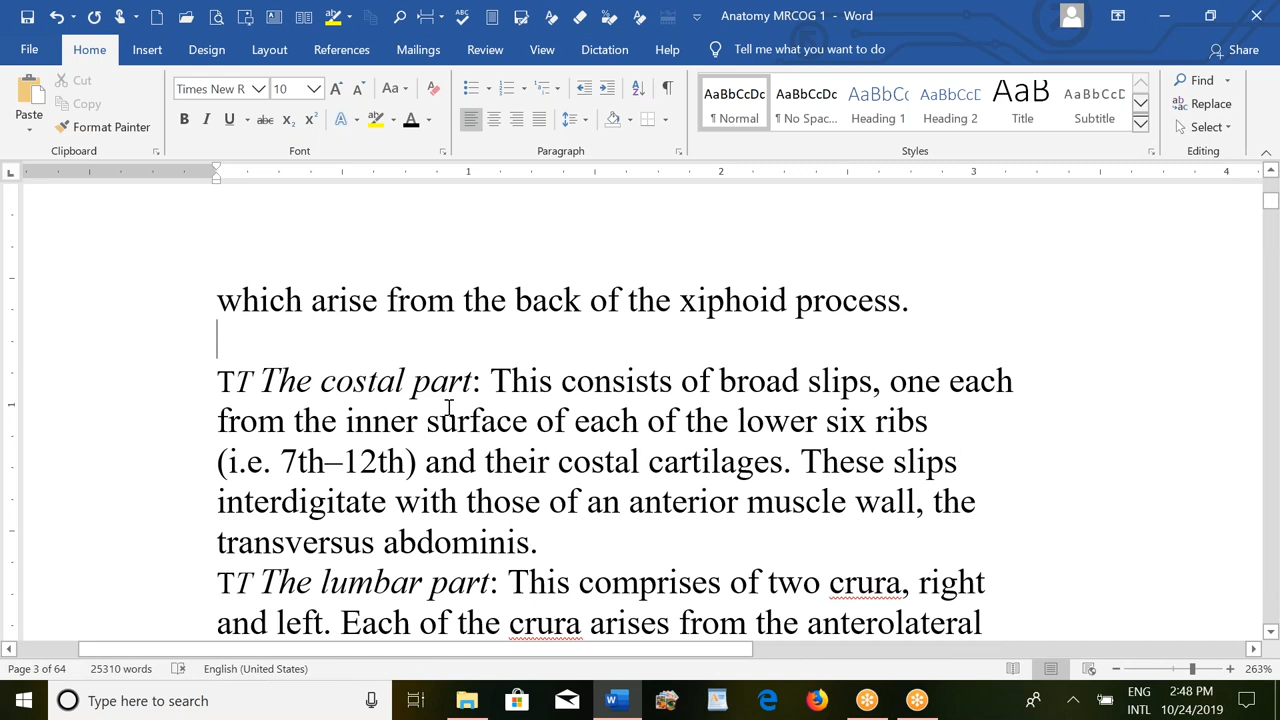 Anatomy MRCOG 1 - Word
File Home Insert Design Layout References Mailings Review View Dictation Help Tell me what you want to do Share
Paste
Cut
Copy
Format Painter
Clipboard
Times New R 10
Font
Paragraph
AaBbCcDc AaBbCcDc AaBbCc AaBbCcD AaB AaBbCcD
¶ Normal ¶ No Spac... Heading 1 Heading 2 Title Subtitle
Styles
Find
Replace
Select
Editing
1 2 3 4
which arise from the back of the xiphoid process.
TT The costal part: This consists of broad slips, one each
from the inner surface of each of the lower six ribs
(i.e. 7th–12th) and their costal cartilages. These slips
interdigitate with those of an anterior muscle wall, the
transversus abdominis.
TT The lumbar part: This comprises of two crura, right
and left. Each of the crura arises from the anterolateral
Page 3 of 64 25310 words English (United States) 263%
Type here to search
ENG
INTL
2:48 PM
10/24/2019